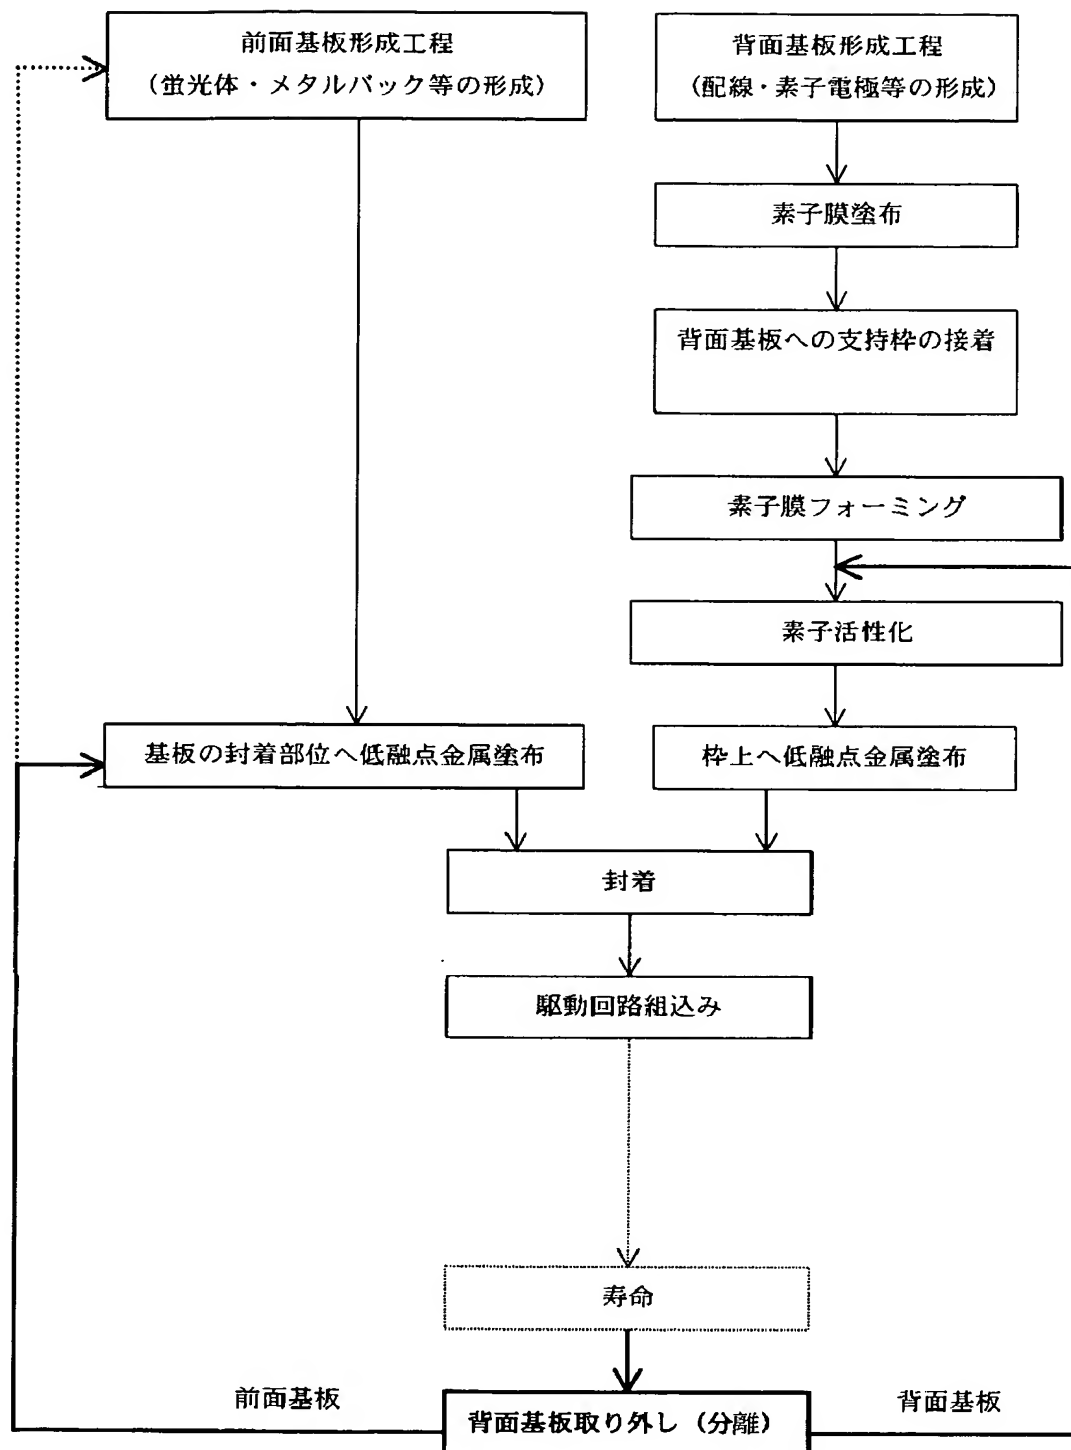 前面基板形成工程
(蛍光体・メタルバック等の形成)
背面基板形成工程
(配線・素子電極等の形成)
素子膜塗布
背面基板への支持枠の接着
素子膜フォーミング
素子活性化
基板の封着部位へ低融点金属塗布
枠上へ低融点金属塗布
封着
駆動回路組込み
寿命
前面基板
背面基板取り外し (分離)
背面基板